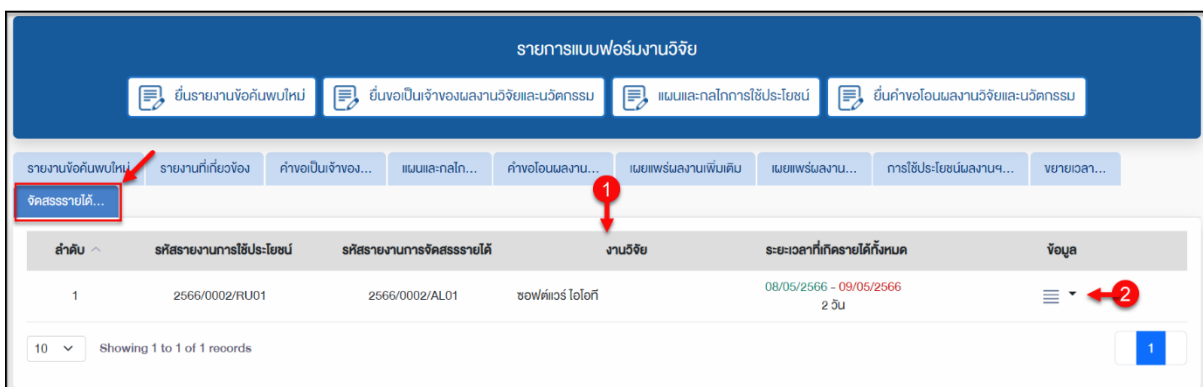 รายการแบบฟอร์มงานวิจัย
ยื่นรายงานข้อค้นพบใหม่ ยื่นขอเป็นเจ้าของผลงานวิจัยและนวัตกรรม แผนและกลไกการใช้ประโยชน์ ยื่นคำขอโอนผลงานวิจัยและนวัตกรรม
รายงานข้อค้นพบใหม่ รายงานที่เกี่ยวข้อง คำขอเป็นเจ้าของ... แผนและกลไก... คำขอโอนผลงาน... เผยแพร่ผลงานเพิ่มเติม เผยแพร่ผลงาน... การใช้ประโยชน์ผลงานฯ... ขยายเวลา...
จัดสรรรายได้...
1
ลำดับ รหัสรายงานการใช้ประโยชน์ รหัสรายงานการจัดสรรรายได้ งานวิจัย ระยะเวลาที่เกิดรายได้ทั้งหมด ข้อมูล
1 2566/0002/RU01 2566/0002/AL01 ซอฟต์แวร์ ไอโอที 08/05/2566 - 09/05/2566 2
2 วัน
10 Showing 1 to 1 of 1 records 1